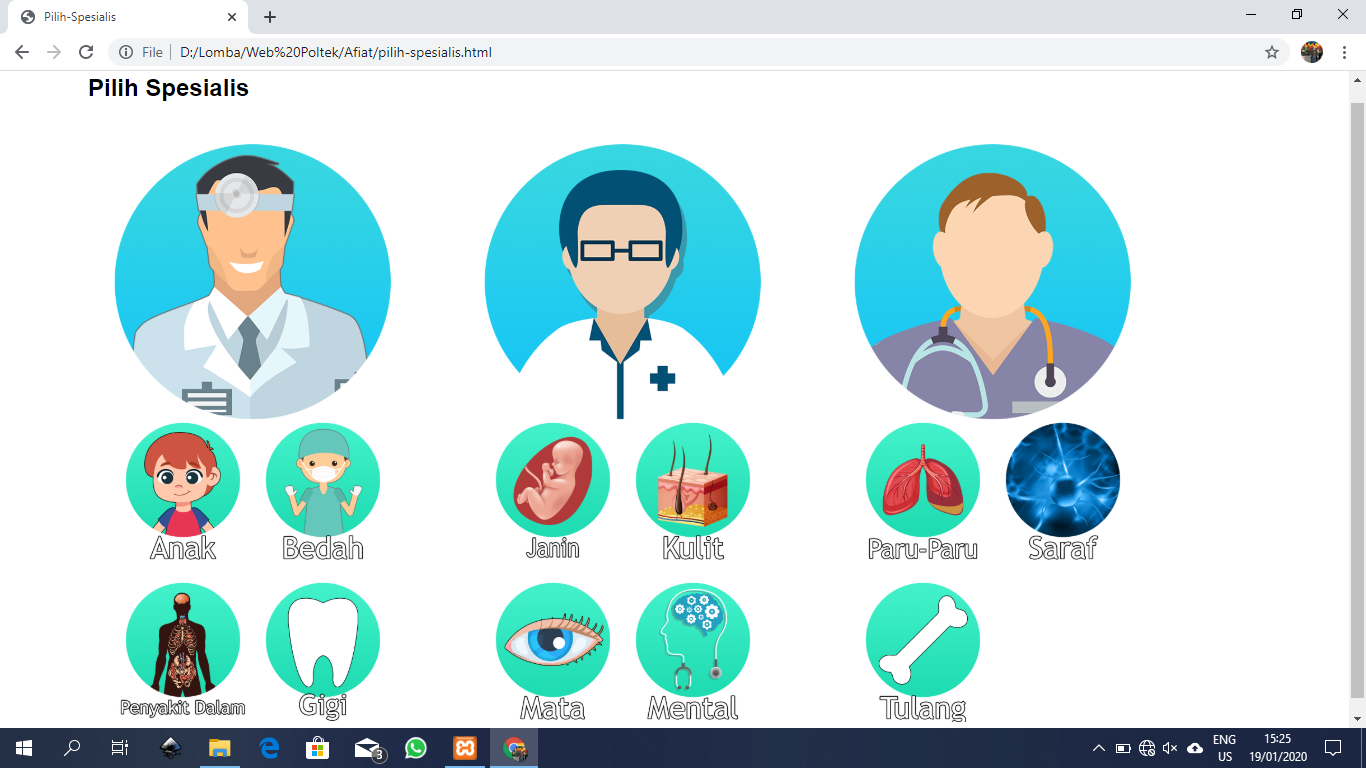 Pilih-Spesialis
File
D:/Lomba/Web%20Poltek/Afiat/pilih-spesialis.html
Pilih Spesialis
Anak Bedah Janin Kulit Paru-Paru Saraf
Penyakit Dalam Gigi Mata Mental Tulang
3
ENG
US
15:25
19/01/2020